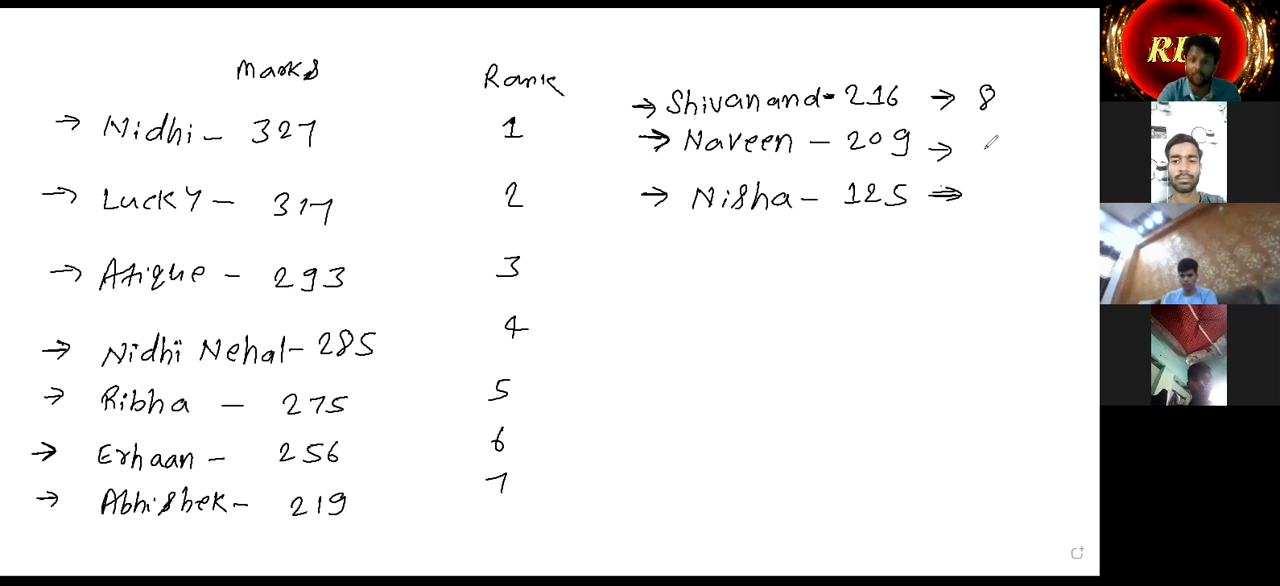 Marks Rank
→ Nidhi - 327 1
→ Lucky - 317 2
→ Atique - 293 3
→ Nidhi Nehal - 285 4
→ Ribha - 275 5
→ Erhaan - 256 6
→ Abhishek - 219 7
→ Shivanand - 216 → 8
→ Naveen - 209 →
→ Nisha - 125 ⇒